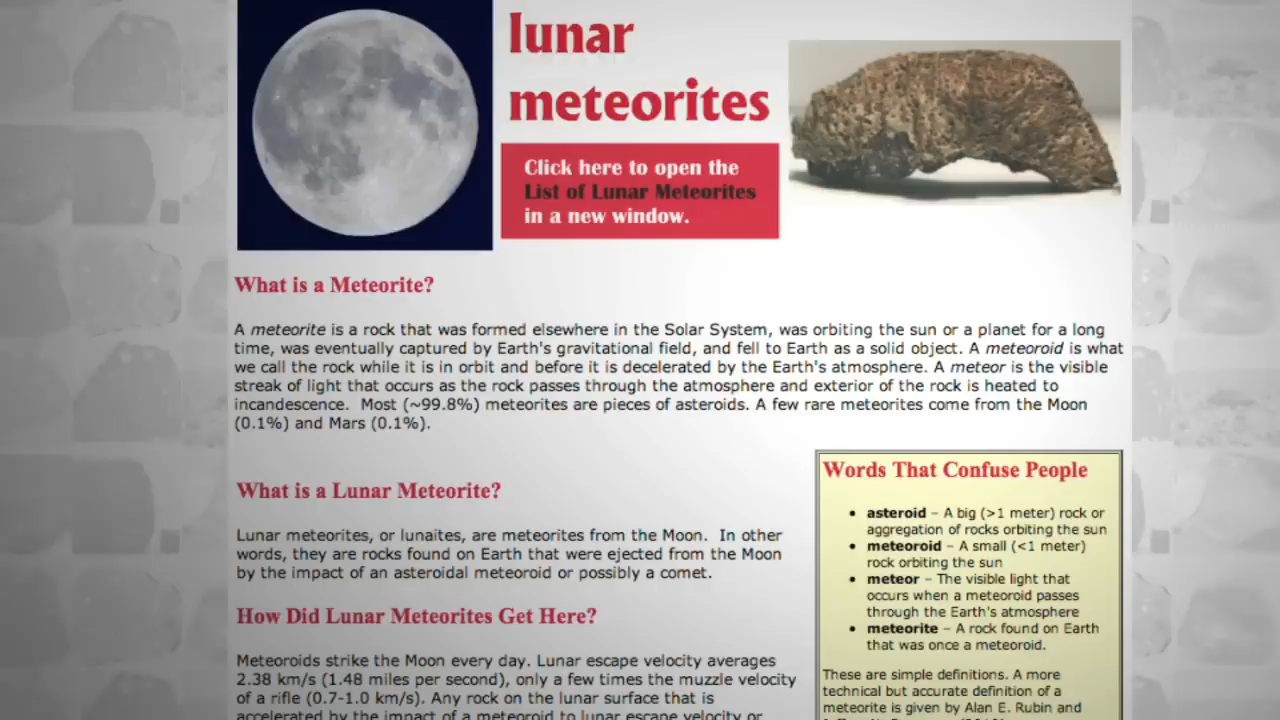 lunar
meteorites
Click here to open the
List of Lunar Meteorites
in a new window.
What is a Meteorite?
A meteorite is a rock that was formed elsewhere in the Solar System, was orbiting the sun or a planet for a long
time, was eventually captured by Earth's gravitational field, and fell to Earth as a solid object. A meteoroid is what
we call the rock while it is in orbit and before it is decelerated by the Earth's atmosphere. A meteor is the visible
streak of light that occurs as the rock passes through the atmosphere and exterior of the rock is heated to
incandescence. Most (~99.8%) meteorites are pieces of asteroids. A few rare meteorites come from the Moon
(0.1%) and Mars (0.1%).
What is a Lunar Meteorite?
Lunar meteorites, or lunaites, are meteorites from the Moon. In other
words, they are rocks found on Earth that were ejected from the Moon
by the impact of an asteroidal meteoroid or possibly a comet.
How Did Lunar Meteorites Get Here?
Meteoroids strike the Moon every day. Lunar escape velocity averages
2.38 km/s (1.48 miles per second), only a few times the muzzle velocity
of a rifle (0.7-1.0 km/s). Any rock on the lunar surface that is
accelerated by the impact of a meteoroid to lunar escape velocity or
Words That Confuse People
• asteroid – A big (>1 meter) rock or
aggregation of rocks orbiting the sun
• meteoroid – A small (<1 meter)
rock orbiting the sun
• meteor – The visible light that
occurs when a meteoroid passes
through the Earth's atmosphere
• meteorite – A rock found on Earth
that was once a meteoroid.
These are simple definitions. A more
technical but accurate definition of a
meteorite is given by Alan E. Rubin and